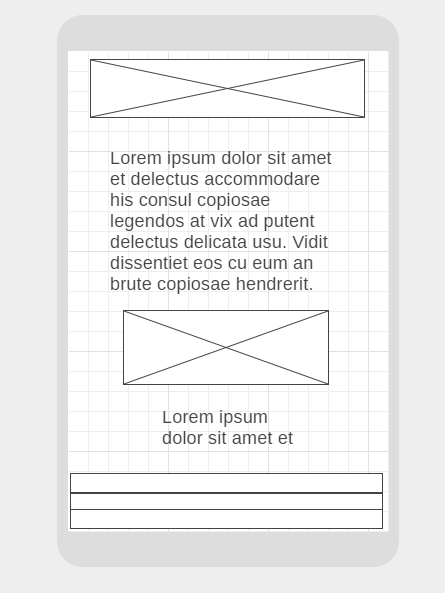 Lorem ipsum dolor sit amet
et delectus accommodare
his consul copiosae
legendos at vix ad putent
delectus delicata usu. Vidit
dissentiet eos cu eum an
brute copiosae hendrerit.
Lorem ipsum
dolor sit amet et